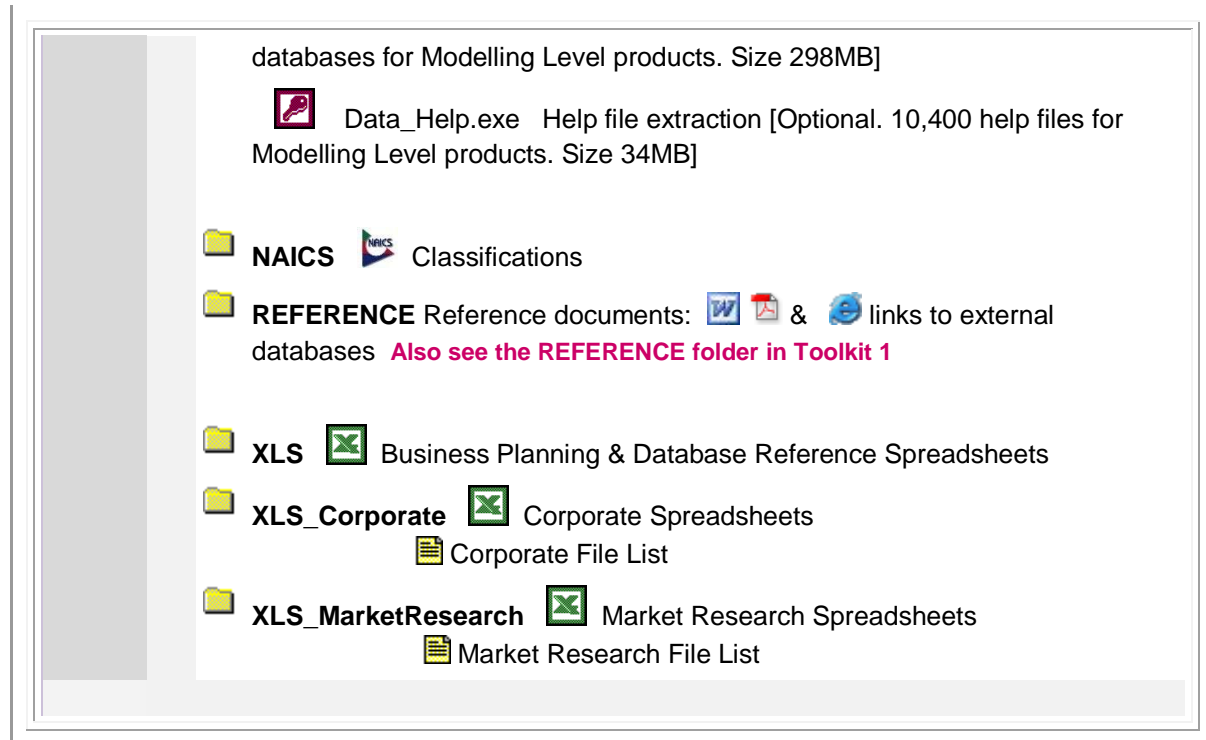 databases for Modelling Level products. Size 298MB]
Data_Help.exe Help file extraction [Optional. 10,400 help files for
Modelling Level products. Size 34MB]
NAICS NAICS Classifications
REFERENCE Reference documents: W & links to external
databases Also see the REFERENCE folder in Toolkit 1
XLS Business Planning & Database Reference Spreadsheets
XLS_Corporate Corporate Spreadsheets
Corporate File List
XLS_MarketResearch Market Research Spreadsheets
Market Research File List